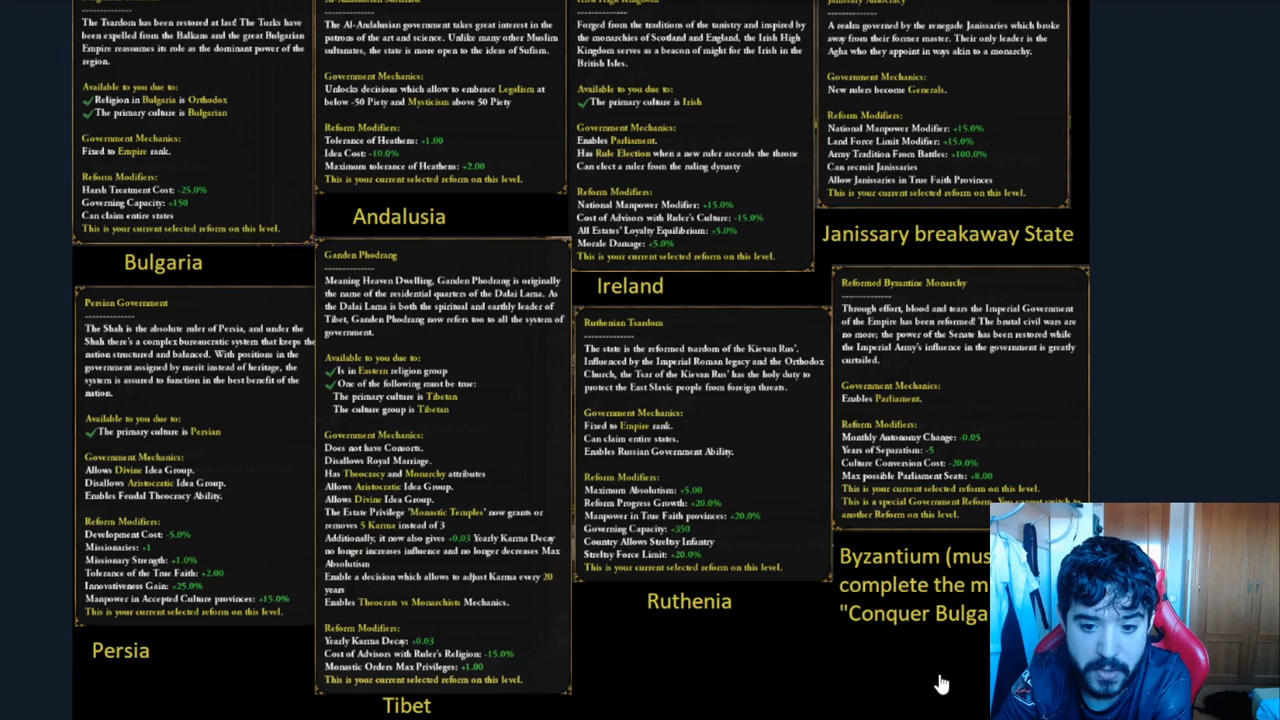 The Tsardom has been restored at last! The Turks have
been expelled from the Balkans and the great Bulgarian
Empire reassumes its role as the dominant power of the
region.
Available to you due to:
Religion in Bulgaria is Orthodox
The primary culture is Bulgarian
Government Mechanics:
Fixed to Empire rank.
Reform Modifiers:
Harsh Treatment Cost: -25.0%
Governing Capacity: +150
Can claim entire states
This is your current selected reform on this level.
Bulgaria
The Al-Andalusian government takes great interest in the
patrons of the art and science. Unlike many other Muslim
sultanates, the state is more open to the ideas of Sufism.
Government Mechanics:
Unlocks decisions which allow to embrace Legalism at
below -50 Piety and Mysticism above 50 Piety
Reform Modifiers:
Tolerance of Heathens: +1.00
Idea Cost: -10.0%
Maximum tolerance of Heathens: +2.00
This is your current selected reform on this level.
Andalusia
Forged from the traditions of the tanistry and inspired by
the monarchies of Scotland and England, the Irish High
Kingdom serves as a beacon of might for the Irish in the
British Isles.
Available to you due to:
The primary culture is Irish
Government Mechanics:
Enables Parliament.
Has Rule Election when a new ruler ascends the throne
Can elect a ruler from the ruling dynasty
Reform Modifiers:
National Manpower Modifier: +15.0%
Cost of Advisors with Ruler's Culture: -15.0%
All Estates' Loyalty Equilibrium: +5.0%
Morale Damage: +5.0%
This is your current selected reform on this level.
Ireland
Janissary Autocracy
A realm governed by the renegade Janissaries which broke
away from their former master. Their only leader is the
Agha who they appoint in ways akin to a monarchy.
Government Mechanics:
New rulers become Generals.
Reform Modifiers:
National Manpower Modifier: +15.0%
Land Force Limit Modifier: +15.0%
Army Tradition From Battles: +100.0%
Can recruit Janissaries
Allow Janissaries in True Faith Provinces
This is your current selected reform on this level.
Janissary breakaway State
Persian Government
The Shah is the absolute ruler of Persia, and under the
Shah there's a complex bureaucratic system that keeps the
nation structured and balanced. With positions in the
government assigned by merit instead of heritage, the
system is assured to function in the best benefit of the
nation.
Available to you due to:
The primary culture is Persian
Government Mechanics:
Allows Divine Idea Group.
Disallows Aristocratic Idea Group.
Enables Feudal Theocracy Ability.
Reform Modifiers:
Development Cost: -5.0%
Missionaries: +1
Missionary Strength: +1.0%
Tolerance of the True Faith: +2.00
Innovativeness Gain: +25.0%
Manpower in Accepted Culture provinces: +15.0%
This is your current selected reform on this level.
Persia
Ganden Phodrang
Meaning Heaven Dwelling, Ganden Phodrang is originally
the name of the residential quarters of the Dalai Lama. As
the Dalai Lama is both the spiritual and earthly leader of
Tibet, Ganden Phodrang now refers too to all the system of
government.
Available to you due to:
Is in Eastern religion group
One of the following must be true:
The primary culture is Tibetan
The culture group is Tibetan
Government Mechanics:
Does not have Consorts.
Disallows Royal Marriage.
Has Theocracy and Monarchy attributes
Allows Aristocratic Idea Group.
Allows Divine Idea Group.
The Estate Privilege 'Monastic Temples' now grants or
removes 5 Karma instead of 3
Additionally, it now also gives +0.03 Yearly Karma Decay
no longer increases influence and no longer decreases Max
Absolutism
Enable a decision which allows to adjust Karma every 20
years
Enables Theocrats vs Monarchists Mechanics.
Reform Modifiers:
Yearly Karma Decay: +0.03
Cost of Advisors with Ruler's Religion: -15.0%
Monastic Orders Max Privileges: +1.00
This is your current selected reform on this level.
Tibet
Ruthenian Tsardom
The state is the reformed tsardom of the Kievan Rus'.
Influenced by the Imperial Roman legacy and the Orthodox
Church, the Tsar of the Kievan Rus' has the holy duty to
protect the East Slavic people from foreign threats.
Government Mechanics:
Fixed to Empire rank.
Can claim entire states.
Enables Russian Government Ability.
Reform Modifiers:
Maximum Absolutism: +5.00
Reform Progress Growth: +20.0%
Manpower in True Faith provinces: +20.0%
Governing Capacity: +350
Country Allows Streltsy Infantry
Streltsy Force Limit: +20.0%
This is your current selected reform on this level.
Ruthenia
Reformed Byzantine Monarchy
Through effort, blood and tears the Imperial Government
of the Empire has been reformed! The brutal civil wars are
no more; the power of the Senate has been restored while
the Imperial Army's influence in the government is greatly
curtailed.
Government Mechanics:
Enables Parliament.
Reform Modifiers:
Monthly Autonomy Change: -0.05
Years of Separatism: -5
Culture Conversion Cost: -20.0%
Max possible Parliament Seats: +8.00
This is your current selected reform on this level.
This is a special Government Reform. You cannot switch to
another Reform on this level.
Byzantium (mus
complete the m
"Conquer Bulga